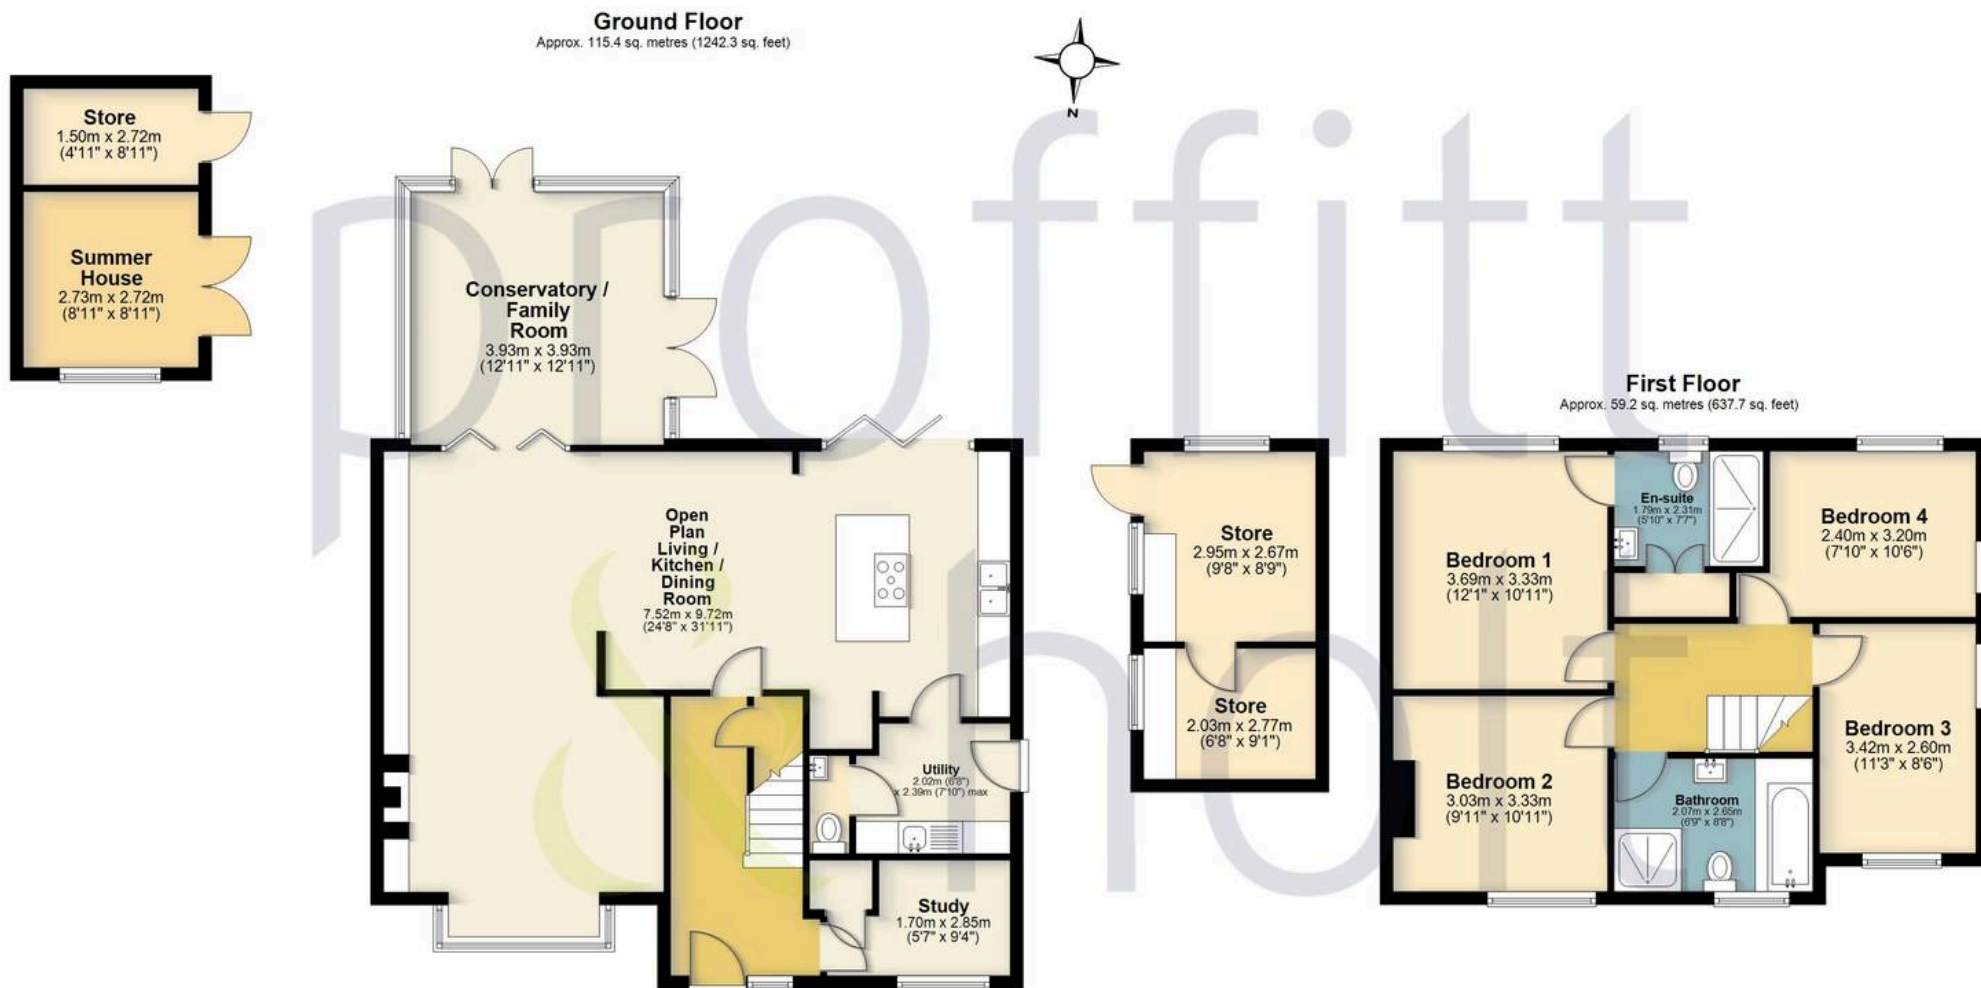 Ground Floor
Approx. 115.4 sq. metres (1242.3 sq. feet)
N
Store
1.50m x 2.72m
(4'11" x 8'11")
Summer
House
2.73m x 2.72m
(8'11" x 8'11")
Conservatory /
Family
Room
3.93m x 3.93m
(12'11" x 12'11")
Open
Plan
Living /
Kitchen /
Dining
Room
7.52m x 9.72m
(24'8" x 31'11")
Utility
2.02m (6'8")
x 2.39m (7'10") max
Study
1.70m x 2.85m
(5'7" x 9'4")
Store
2.95m x 2.67m
(9'8" x 8'9")
Store
2.03m x 2.77m
(6'8" x 9'1")
First Floor
Approx. 59.2 sq. metres (637.7 sq. feet)
Bedroom 1
3.69m x 3.33m
(12'1" x 10'11")
En-suite
1.79m x 2.31m
(5'10" x 7'7")
Bedroom 4
2.40m x 3.20m
(7'10" x 10'6")
Bedroom 2
3.03m x 3.33m
(9'11" x 10'11")
Bathroom
2.07m x 2.65m
(6'9" x 8'8")
Bedroom 3
3.42m x 2.60m
(11'3" x 8'6")
proffitt
& holt